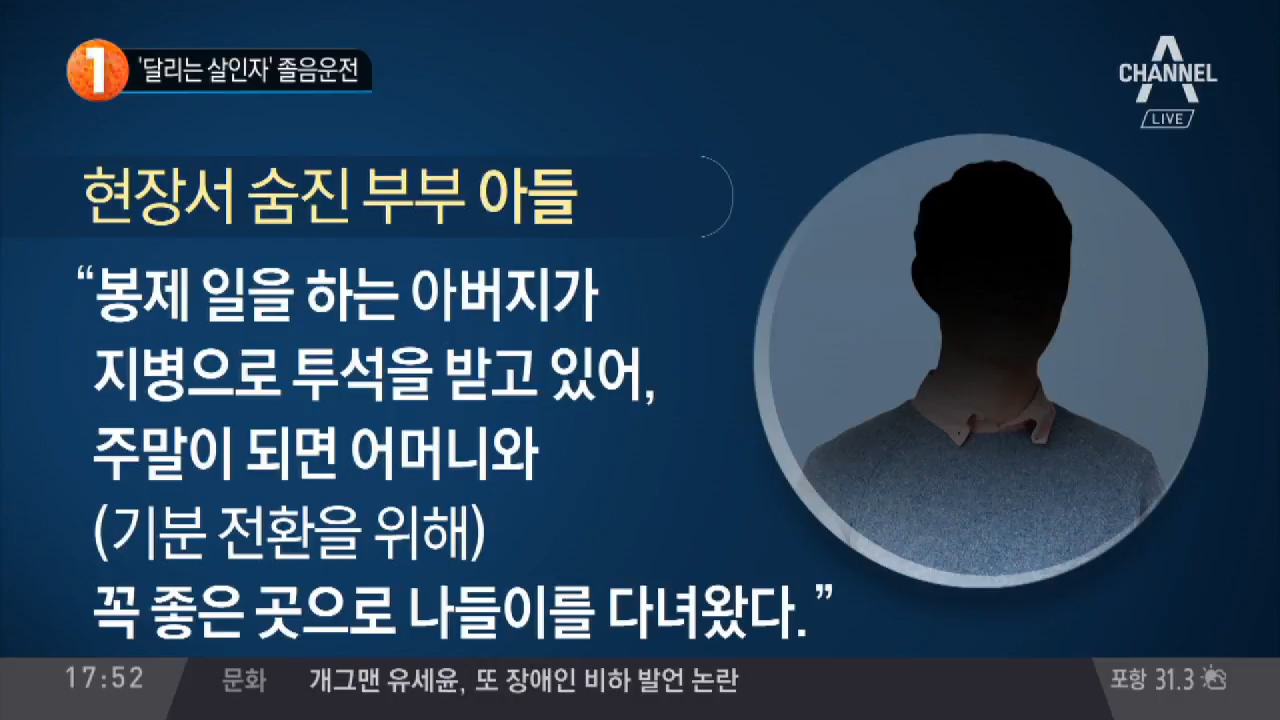 1 '달리는 살인자' 졸음운전
CHANNEL A
LIVE
현장서 숨진 부부 아들
“봉제 일을 하는 아버지가
지병으로 투석을 받고 있어,
주말이 되면 어머니와
(기분 전환을 위해)
꼭 좋은 곳으로 나들이를 다녀왔다.”
17:52 문화 개그맨 유세윤, 또 장애인 비하 발언 논란 포항 31.3